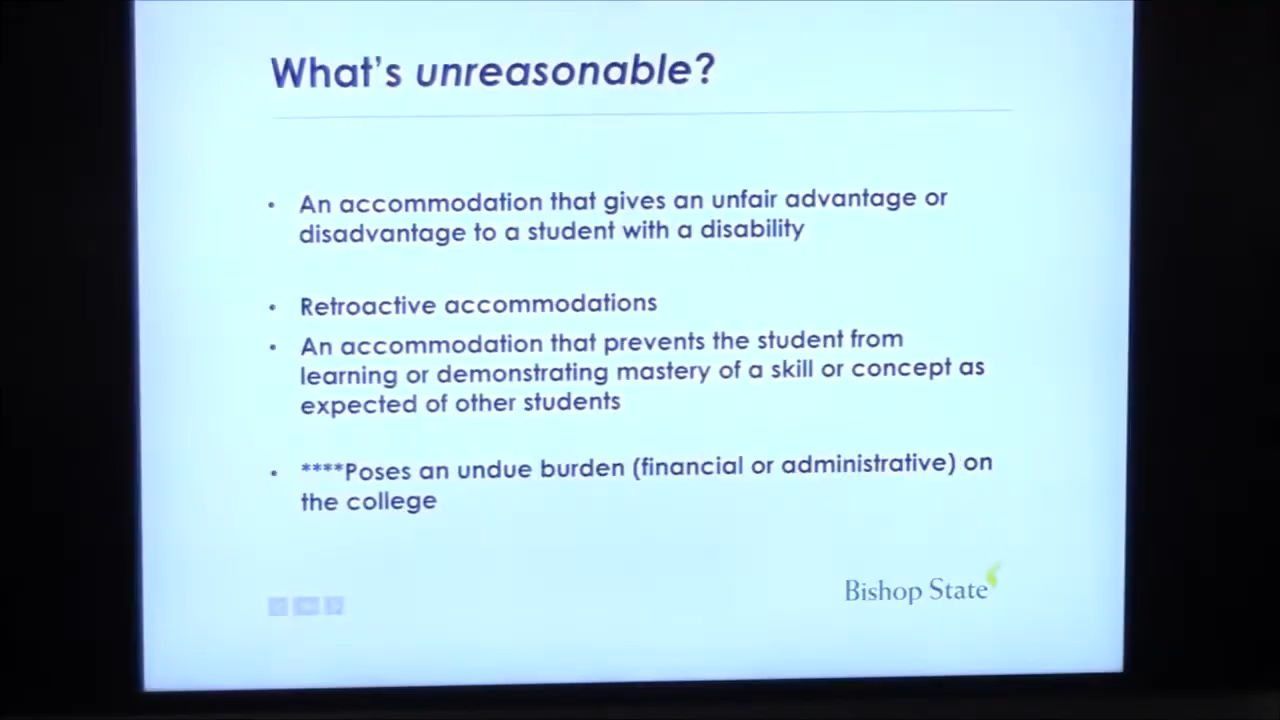 What's unreasonable?
• An accommodation that gives an unfair advantage or
disadvantage to a student with a disability
• Retroactive accommodations
• An accommodation that prevents the student from
learning or demonstrating mastery of a skill or concept as
expected of other students
• ****Poses an undue burden (financial or administrative) on
the college
Bishop State